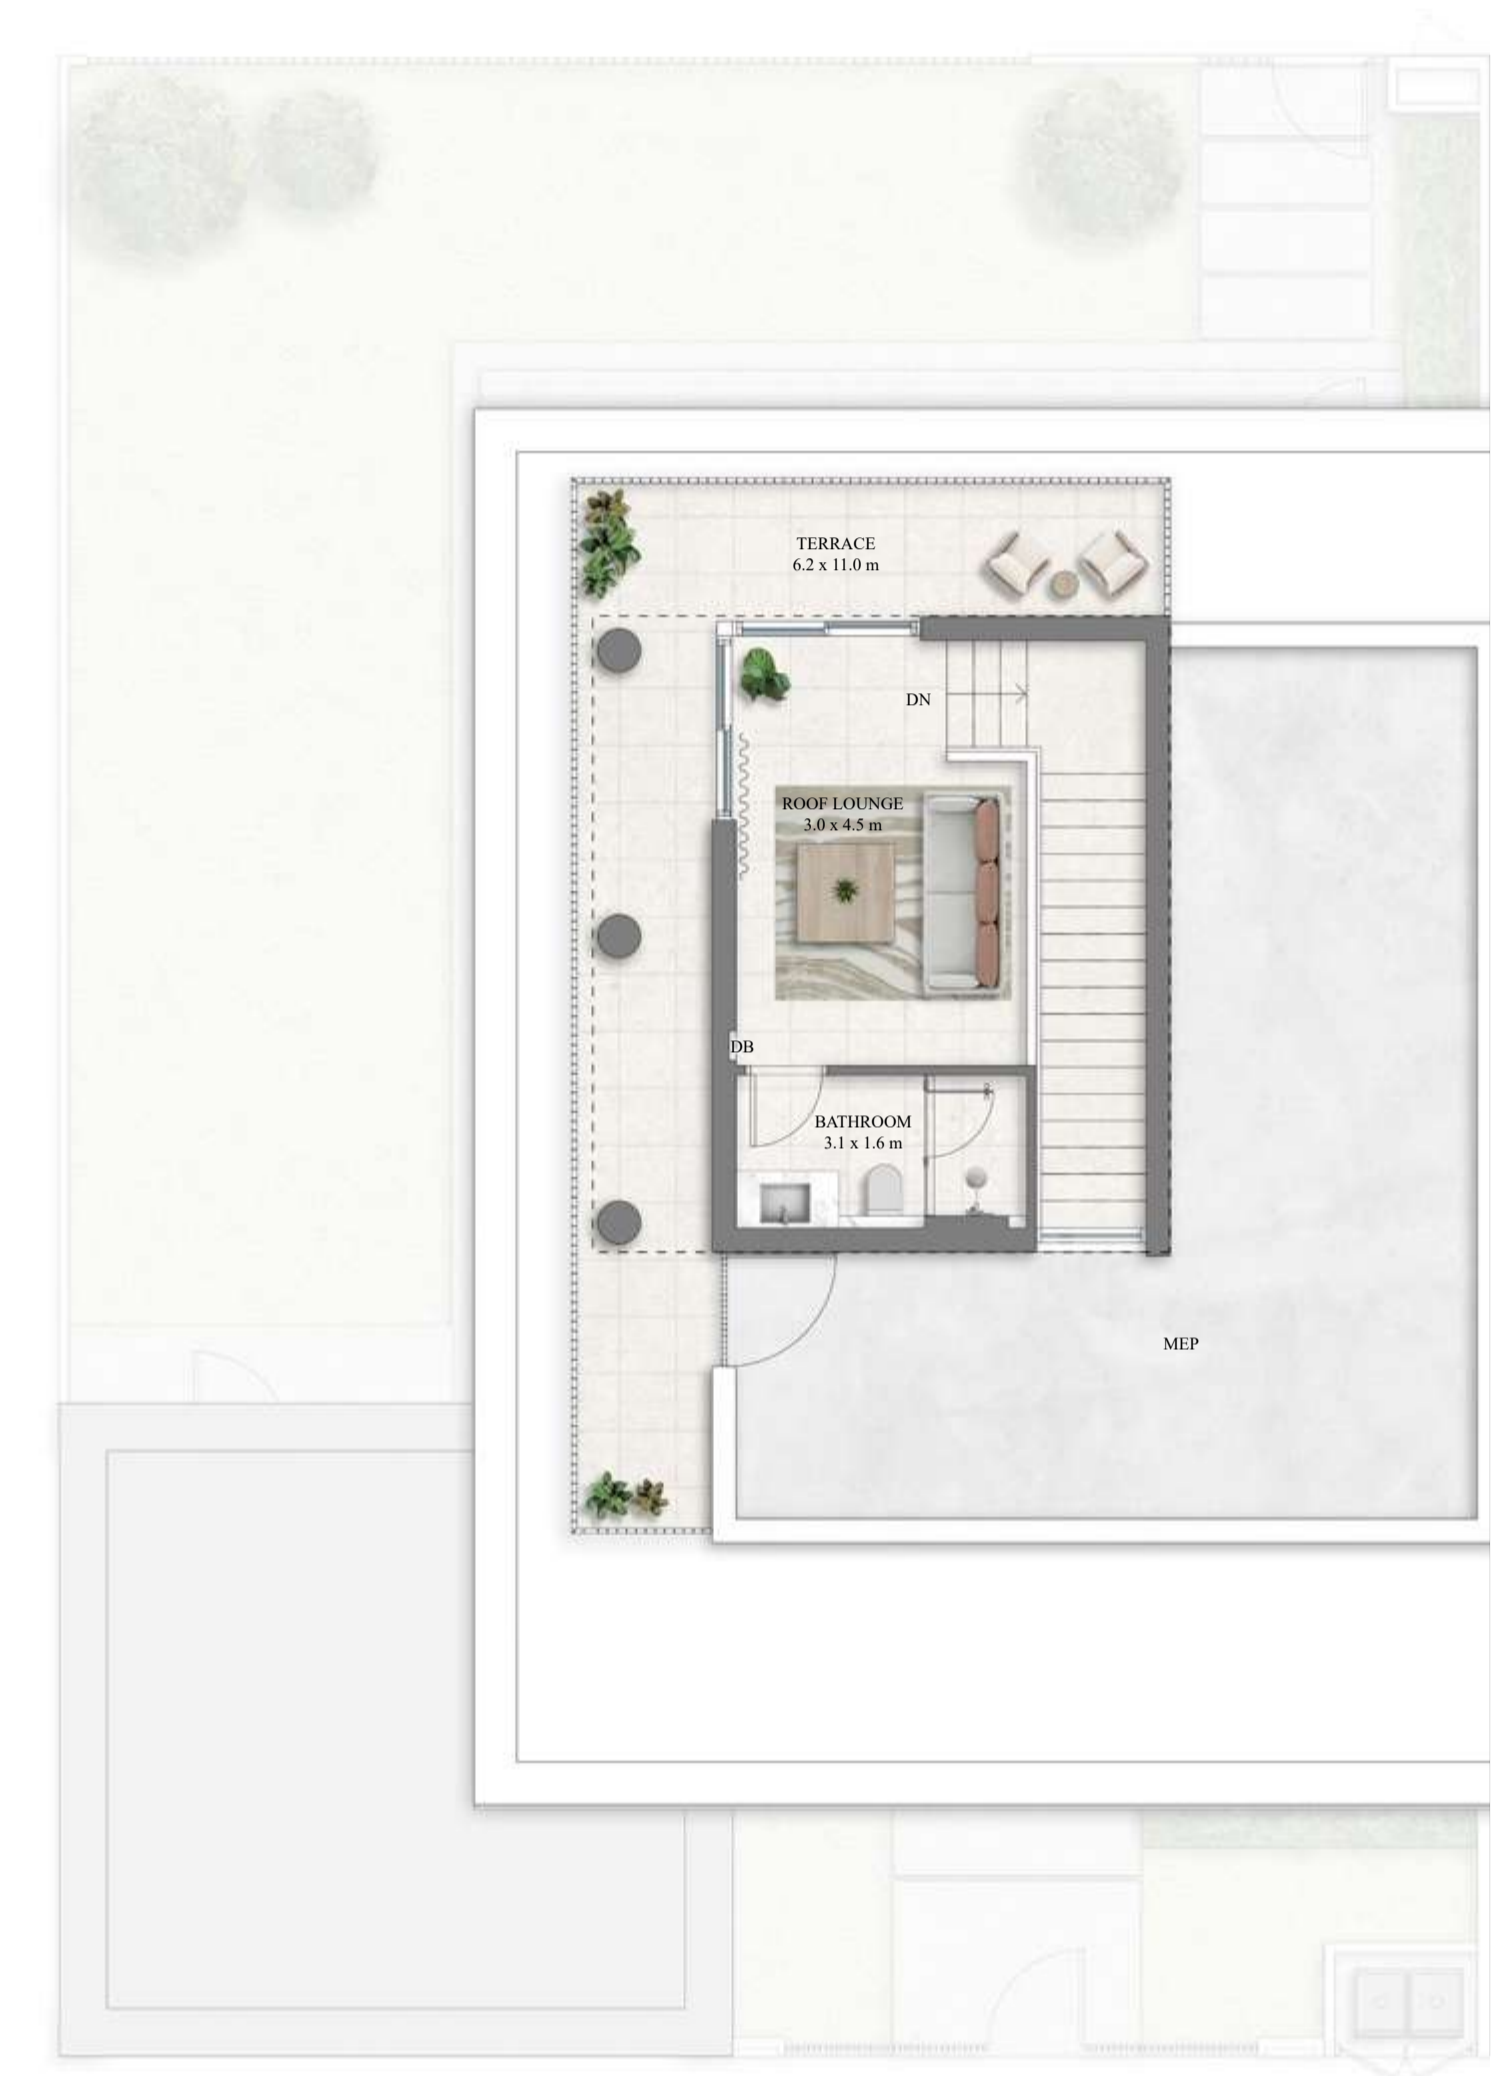 TERRACE
6.2 x 11.0 m
DN
ROOF LOUNGE
3.0 x 4.5 m
DB
BATHROOM
3.1 x 1.6 m
MEP